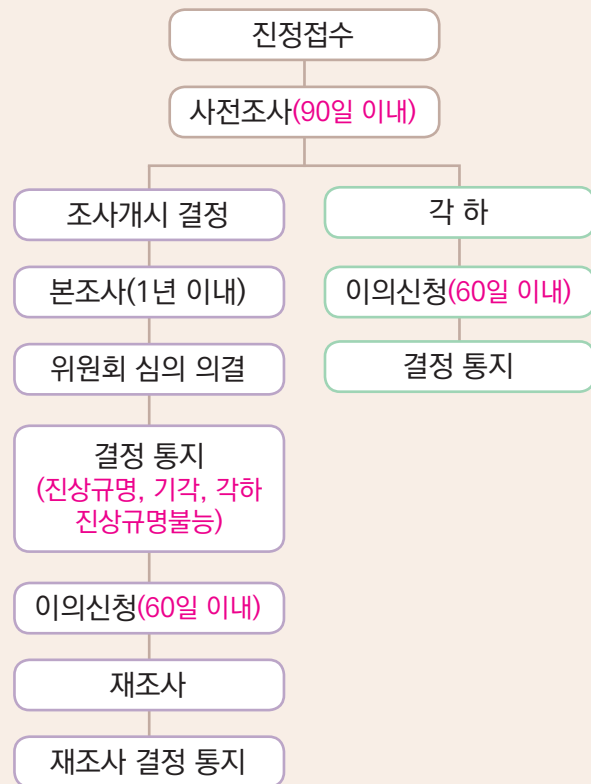 진정접수
사전조사(90일 이내)
조사개시 결정
각 하
본조사(1년 이내)
이의신청(60일 이내)
위원회 심의 의결
결정 통지
결정 통지
(진상규명, 기각, 각하
진상규명불능)
이의신청(60일 이내)
재조사
재조사 결정 통지